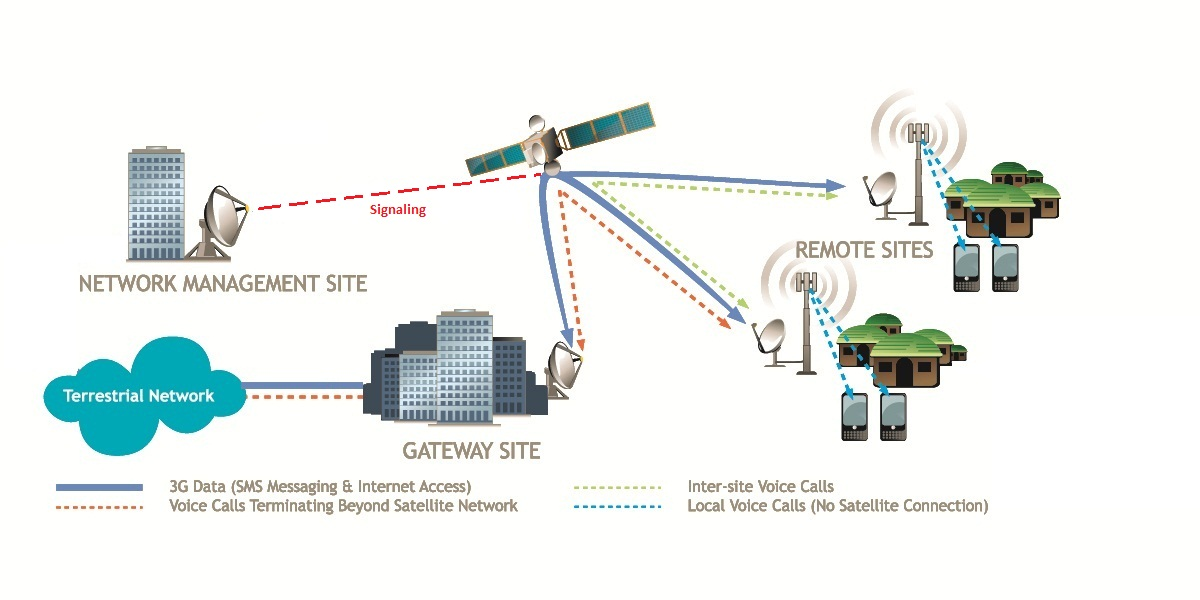 Signaling
REMOTE SITES
NETWORK MANAGEMENT SITE
Terrestrial Network
GATEWAY SITE
3G Data (SMS Messaging & Internet Access)
Voice Calls Terminating Beyond Satellite Network
Inter-site Voice Calls
Local Voice Calls (No Satellite Connection)